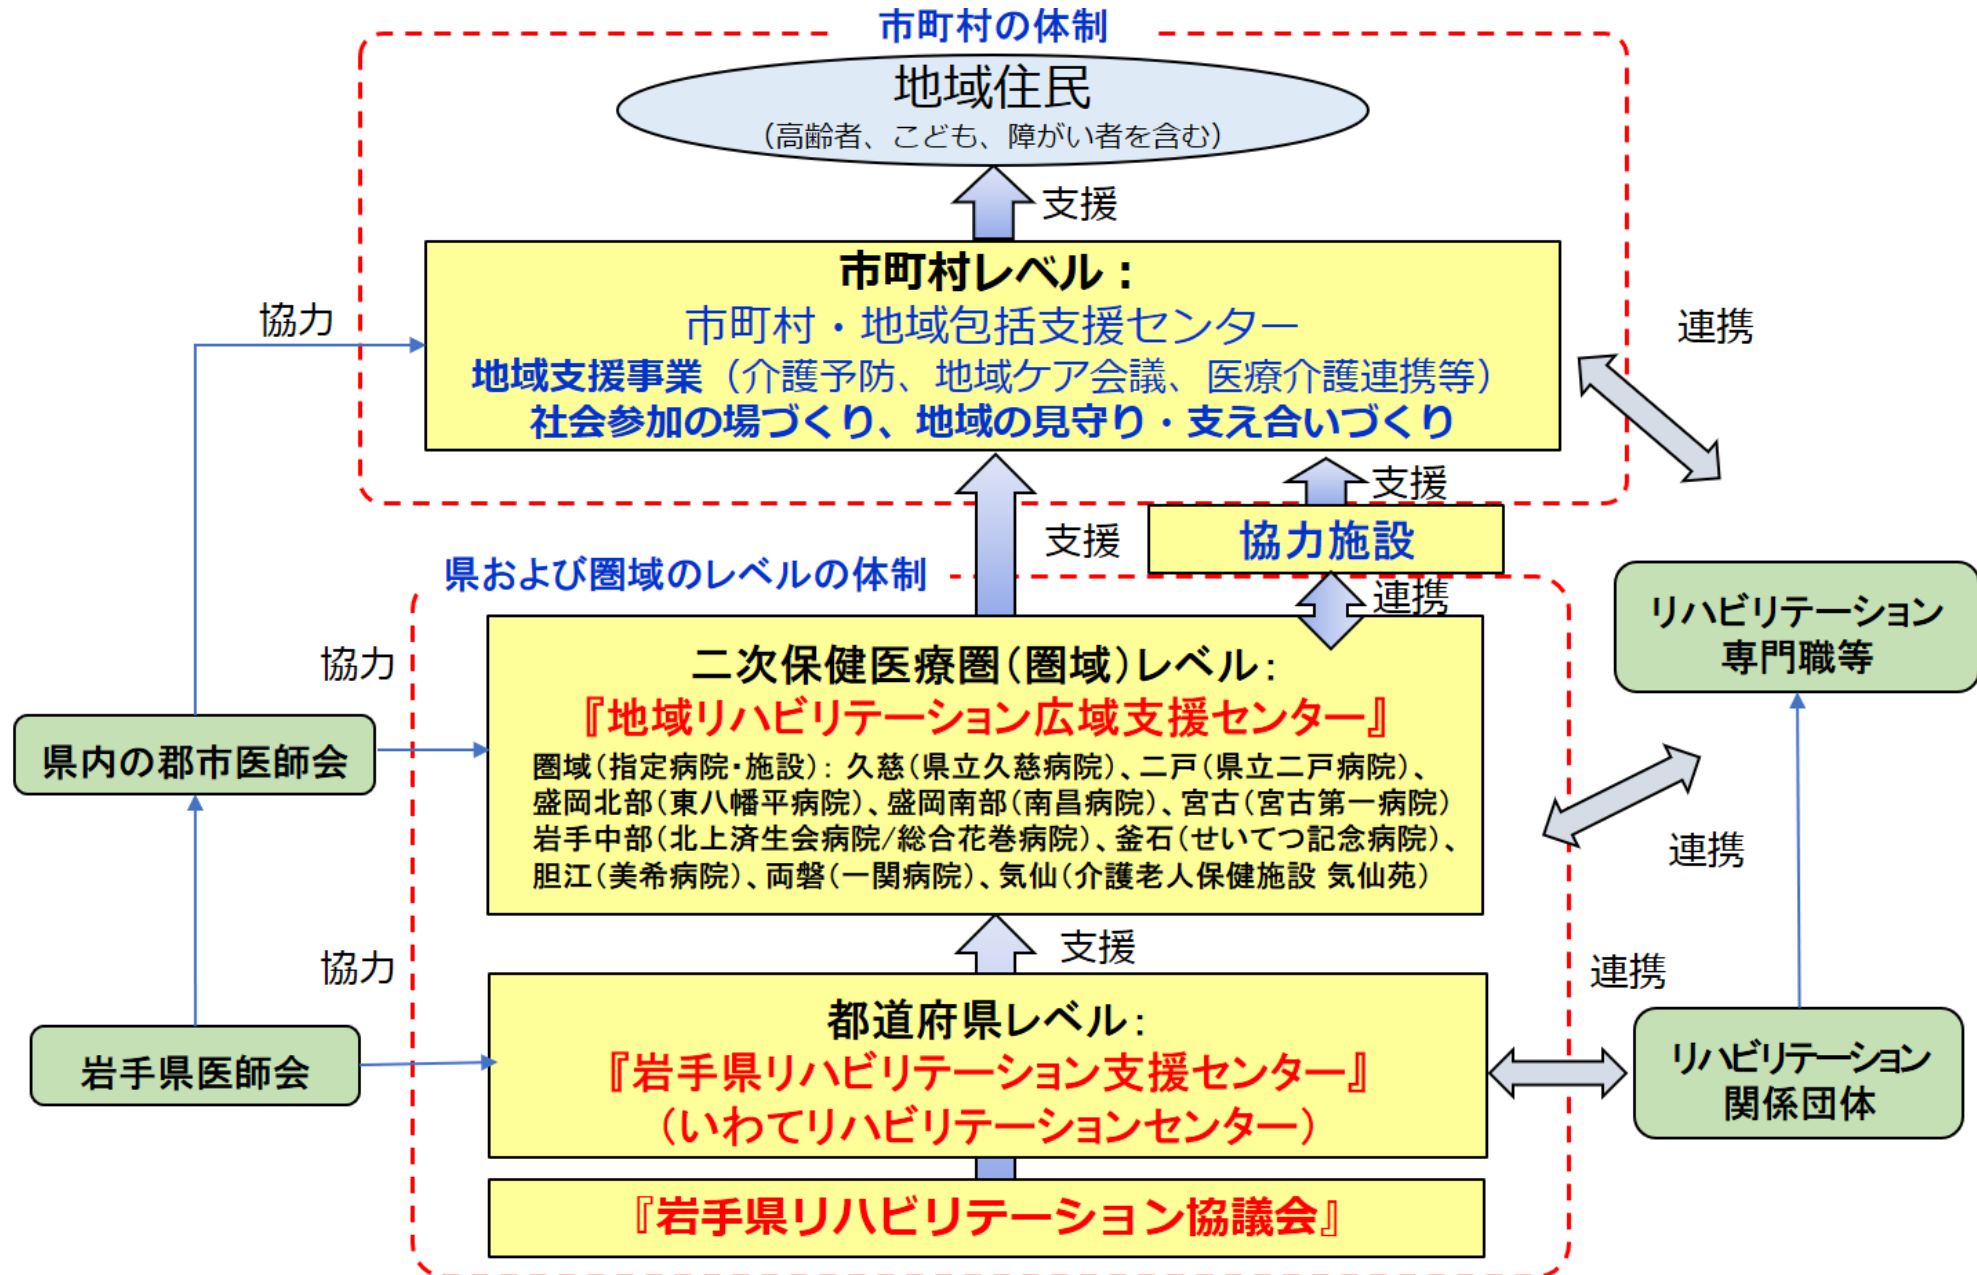 市町村の体制
地域住民
（高齢者、こども、障がい者を含む）
支援
市町村レベル：
市町村・地域包括支援センター
地域支援事業（介護予防、地域ケア会議、医療介護連携等）
社会参加の場づくり、地域の見守り・支え合いづくり
協力
連携
支援
協力施設
支援
連携
県および圏域のレベルの体制
二次保健医療圏（圏域）レベル：
『地域リハビリテーション広域支援センター』
圏域（指定病院・施設）：久慈（県立久慈病院）、二戸（県立二戸病院）、
盛岡北部（東八幡平病院）、盛岡南部（南昌病院）、宮古（宮古第一病院）
岩手中部（北上済生会病院/総合花巻病院）、釜石（せいてつ記念病院）、
胆江（美希病院）、両磐（一関病院）、気仙（介護老人保健施設 気仙苑）
協力
県内の郡市医師会
リハビリテーション
専門職等
連携
支援
都道府県レベル：
『岩手県リハビリテーション支援センター』
（いわてリハビリテーションセンター）
協力
岩手県医師会
連携
リハビリテーション
関係団体
『岩手県リハビリテーション協議会』